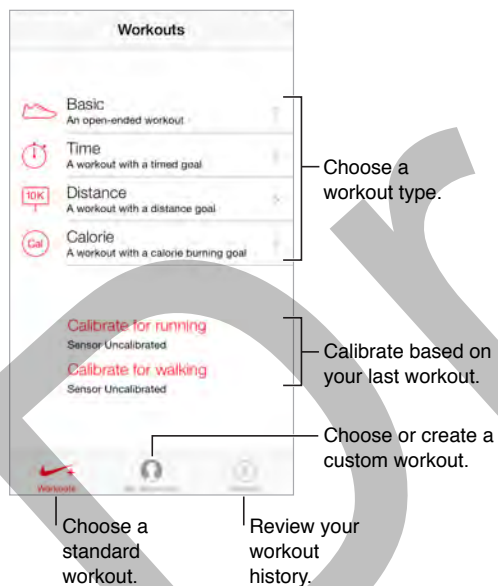 Workouts
Basic
An open-ended workout
Time
A workout with a timed goal
10K
Distance
A workout with a distance goal
Cal
Calorie
A workout with a calorie burning goal
Choose a
workout type.
Calibrate for running
Sensor Uncalibrated
Calibrate for walking
Sensor Uncalibrated
Calibrate based on
your last workout.
Choose or create a
custom workout.
Workouts
Choose a
standard
workout.
Review your
workout
history.
Dr